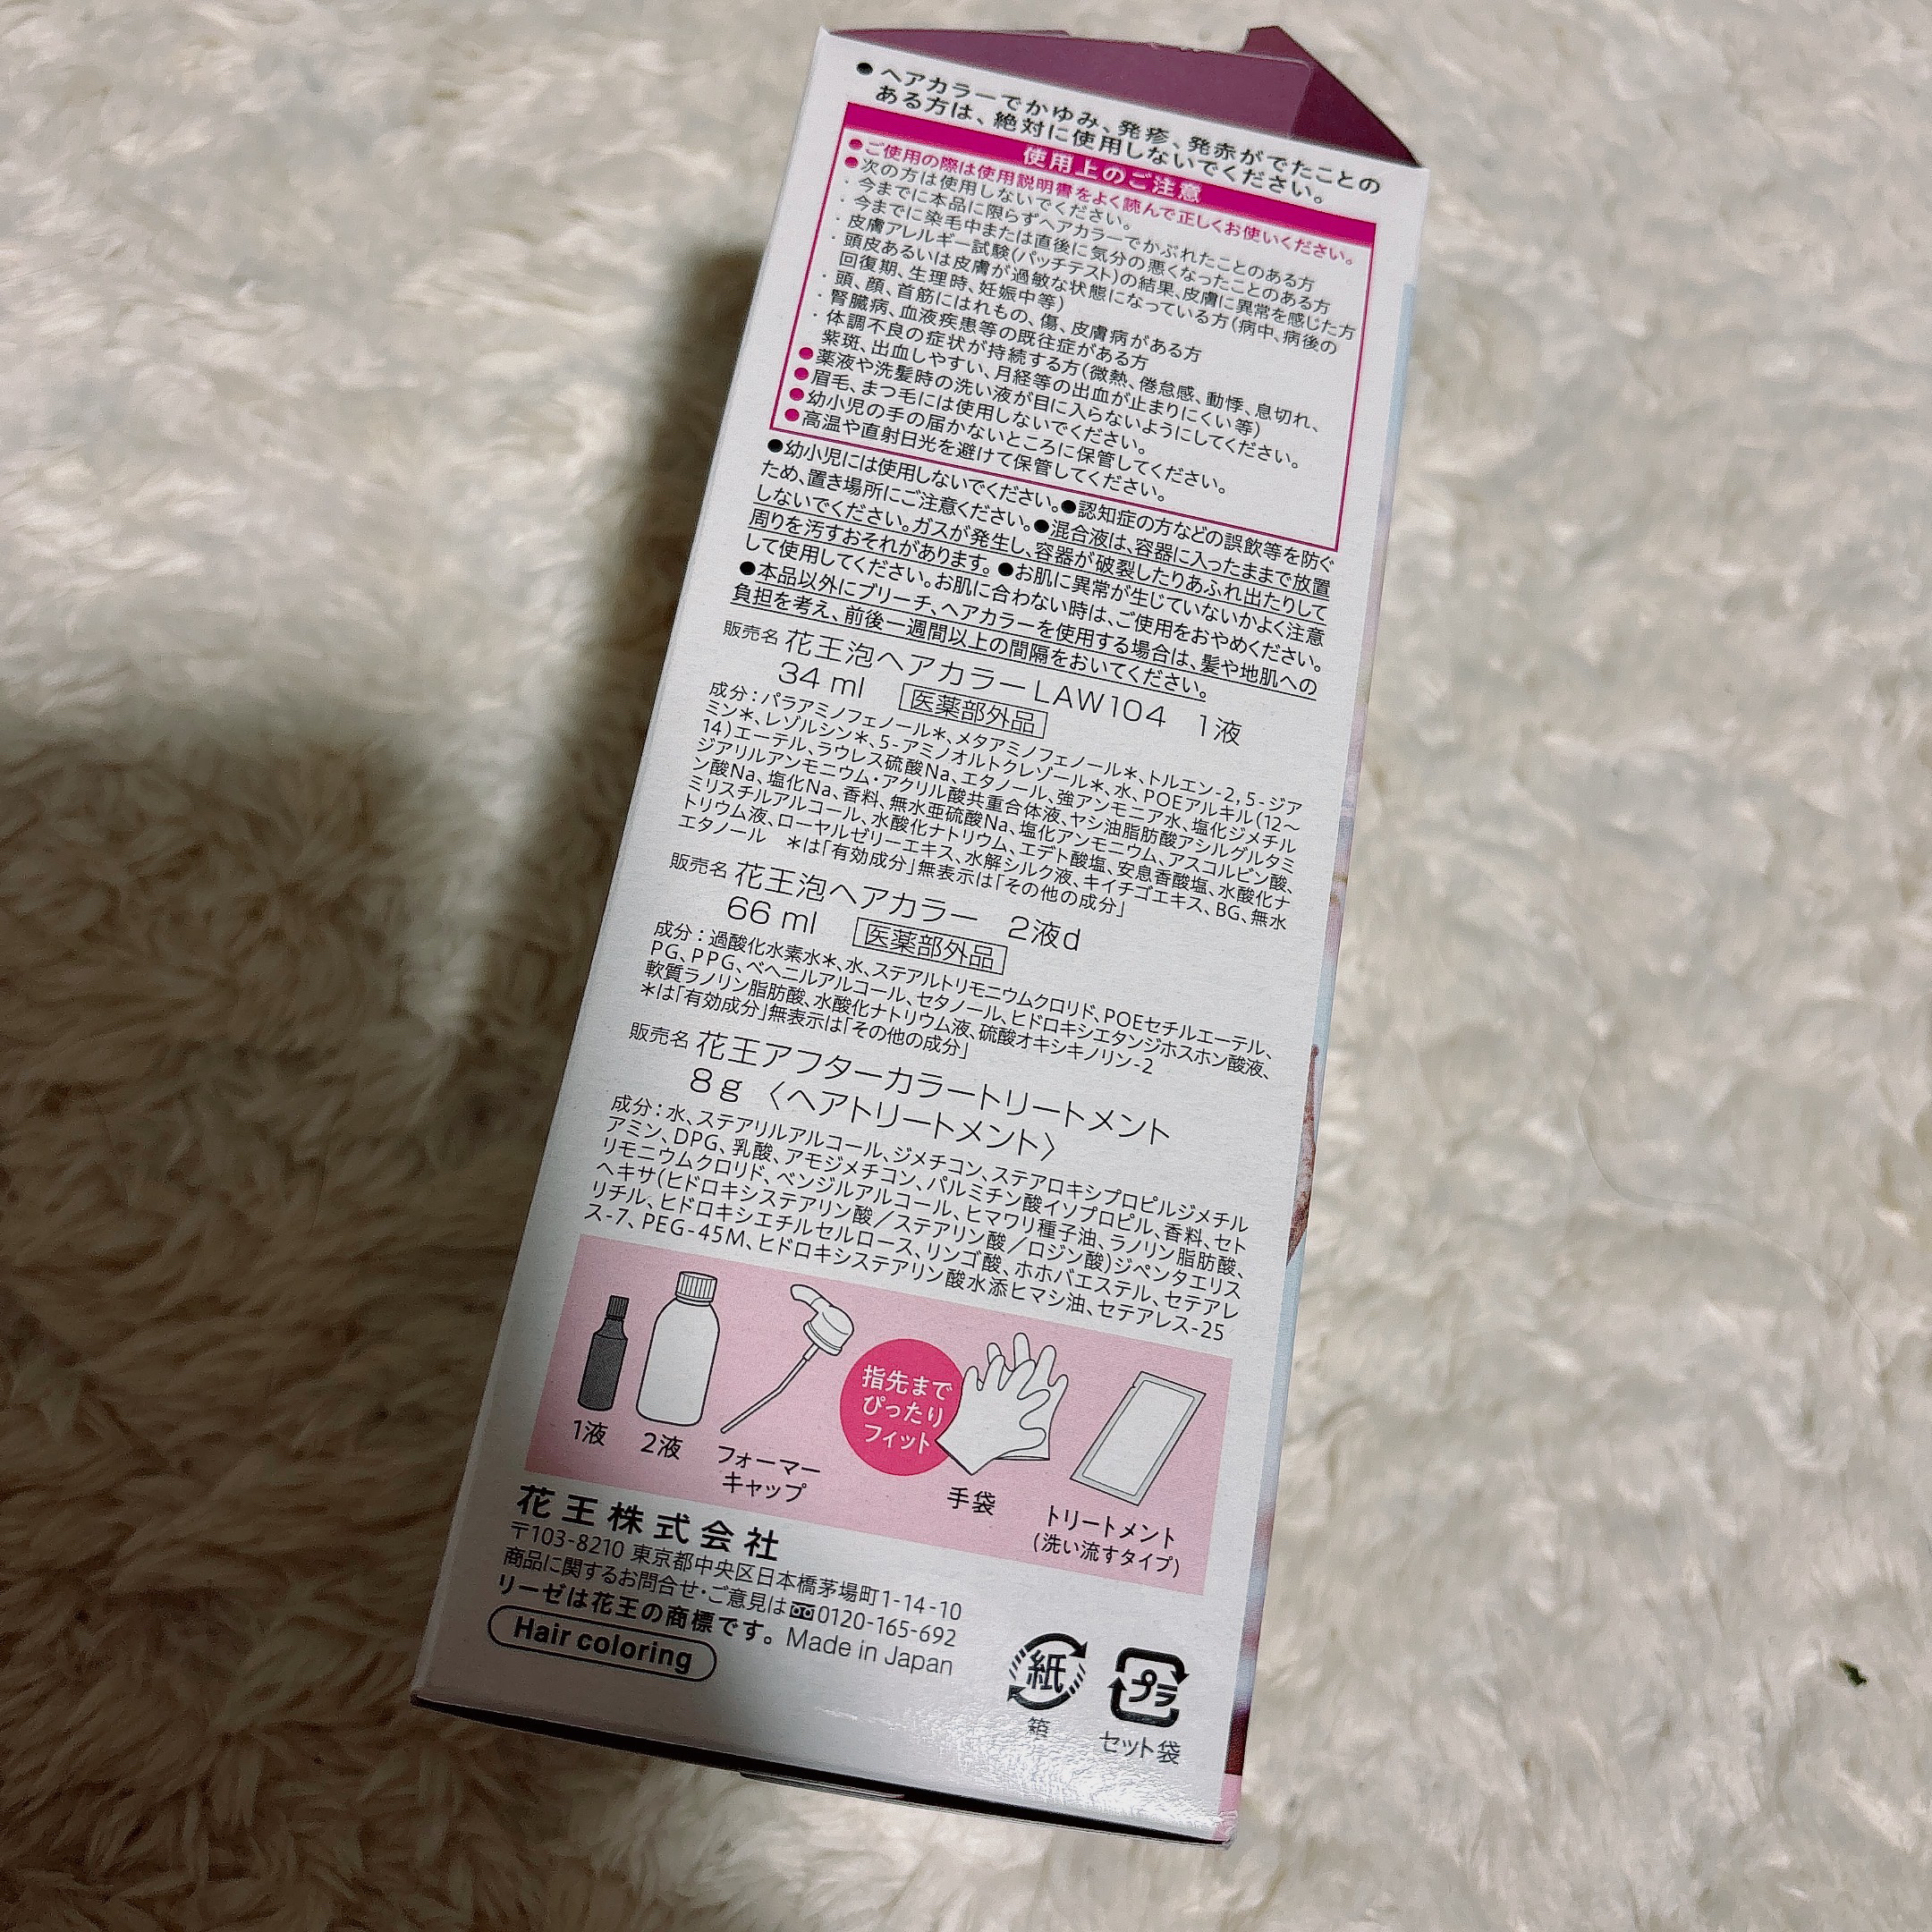 ●ヘアカラーでかゆみ、発疹、発赤がでたことの
ある方は、絶対に使用しないでください。
使用上のご注意
●ご使用の際は使用説明書をよく読んで正しくお使いください。
●次の方は使用しないでください。
・今までに本品に限らずヘアカラーでかぶれたことのある方
・今までに染毛中または直後に気分の悪くなったことのある方
・皮膚アレルギー試験(パッチテスト)の結果、皮膚に異常を感じた方
・頭皮あるいは皮膚が過敏な状態になっている方(病中、病後の
回復期、生理時、妊娠中等)
・頭、顔、首筋にはれもの、傷、皮膚病がある方
・腎臓病、血液疾患等の既往症がある方
・体調不良の症状が持続する方(微熱、倦怠感、動悸、息切れ、
紫斑、出血しやすい、月経等の出血が止まりにくい等)
●薬液や洗髪時の洗い液が目に入らないようにしてください。
●眉毛、まつ毛には使用しないでください。
●幼小児の手の届かないところに保管してください。
●高温や直射日光を避けて保管してください。
●幼小児には使用しないでください。●認知症の方などの誤飲等を防ぐ
ため、置き場所にご注意ください。●混合液は、容器に入ったままで放置
しないでください。ガスが発生し、容器が破裂したりあふれ出たりして
周りを汚すおそれがあります。●お肌に異常が生じていないかよく注意
して使用してください。お肌に合わない時は、ご使用をおやめください。
●本品以外にブリーチ、ヘアカラーを使用する場合は、髪や地肌への
負担を考え、前後一週間以上の間隔をおいてください。
販売名 花王泡ヘアカラーLAW104 1液
34 ml 医薬部外品
成分：パラアミノフェノール＊、メタアミノフェノール＊、トルエン-2,5-ジア
ミン＊、レゾルシン＊、5-アミノオルトクレゾール＊、水、POEアルキル(12～
14)エーテル、ラウレス硫酸Na、エタノール、強アンモニア水、塩化ジメチル
ジアリルアンモニウム・アクリル酸共重合体液、ヤシ油脂肪酸アシルグルタミ
ン酸Na、塩化Na、香料、無水亜硫酸Na、塩化アンモニウム、アスコルビン酸、
ミリスチルアルコール、水酸化ナトリウム、エデト酸塩、安息香酸塩、水酸化ナ
トリウム液、ローヤルゼリーエキス、水解シルク液、キイチゴエキス、BG、無水
エタノール ＊は「有効成分」無表示は「その他の成分」
販売名 花王泡ヘアカラー 2液d
66 ml 医薬部外品
成分：過酸化水素水＊、水、ステアルトリモニウムクロリド、POEセチルエーテル、
PG、PPG、ベヘニルアルコール、セタノール、ヒドロキシエタンジホスホン酸液、
軟質ラノリン脂肪酸、水酸化ナトリウム液、硫酸オキシキノリン-2
＊は「有効成分」無表示は「その他の成分」
販売名 花王アフターカラートリートメント
8g 〈ヘアトリートメント〉
成分：水、ステアリルアルコール、ジメチコン、ステアロキシプロピルジメチル
アミン、DPG、乳酸、アモジメチコン、パルミチン酸イソプロピル、香料、セト
リモニウムクロリド、ベンジルアルコール、ヒマワリ種子油、ラノリン脂肪酸、
ヘキサ(ヒドロキシステアリン酸／ステアリン酸／ロジン酸)ジペンタエリス
リチル、ヒドロキシエチルセルロース、リンゴ酸、ホホバエステル、セテアレ
ス-7、PEG-45M、ヒドロキシステアリン酸水添ヒマシ油、セテアレス-25
指先まで
ぴったり
フィット
1液
2液
フォーマー
キャップ
手袋
トリートメント
(洗い流すタイプ)
花王株式会社
〒103-8210 東京都中央区日本橋茅場町1-14-10
商品に関するお問合せ・ご意見は 0120-165-692
リーゼは花王の商標です。 Made in Japan
Hair coloring
紙
箱
プラ
セット袋